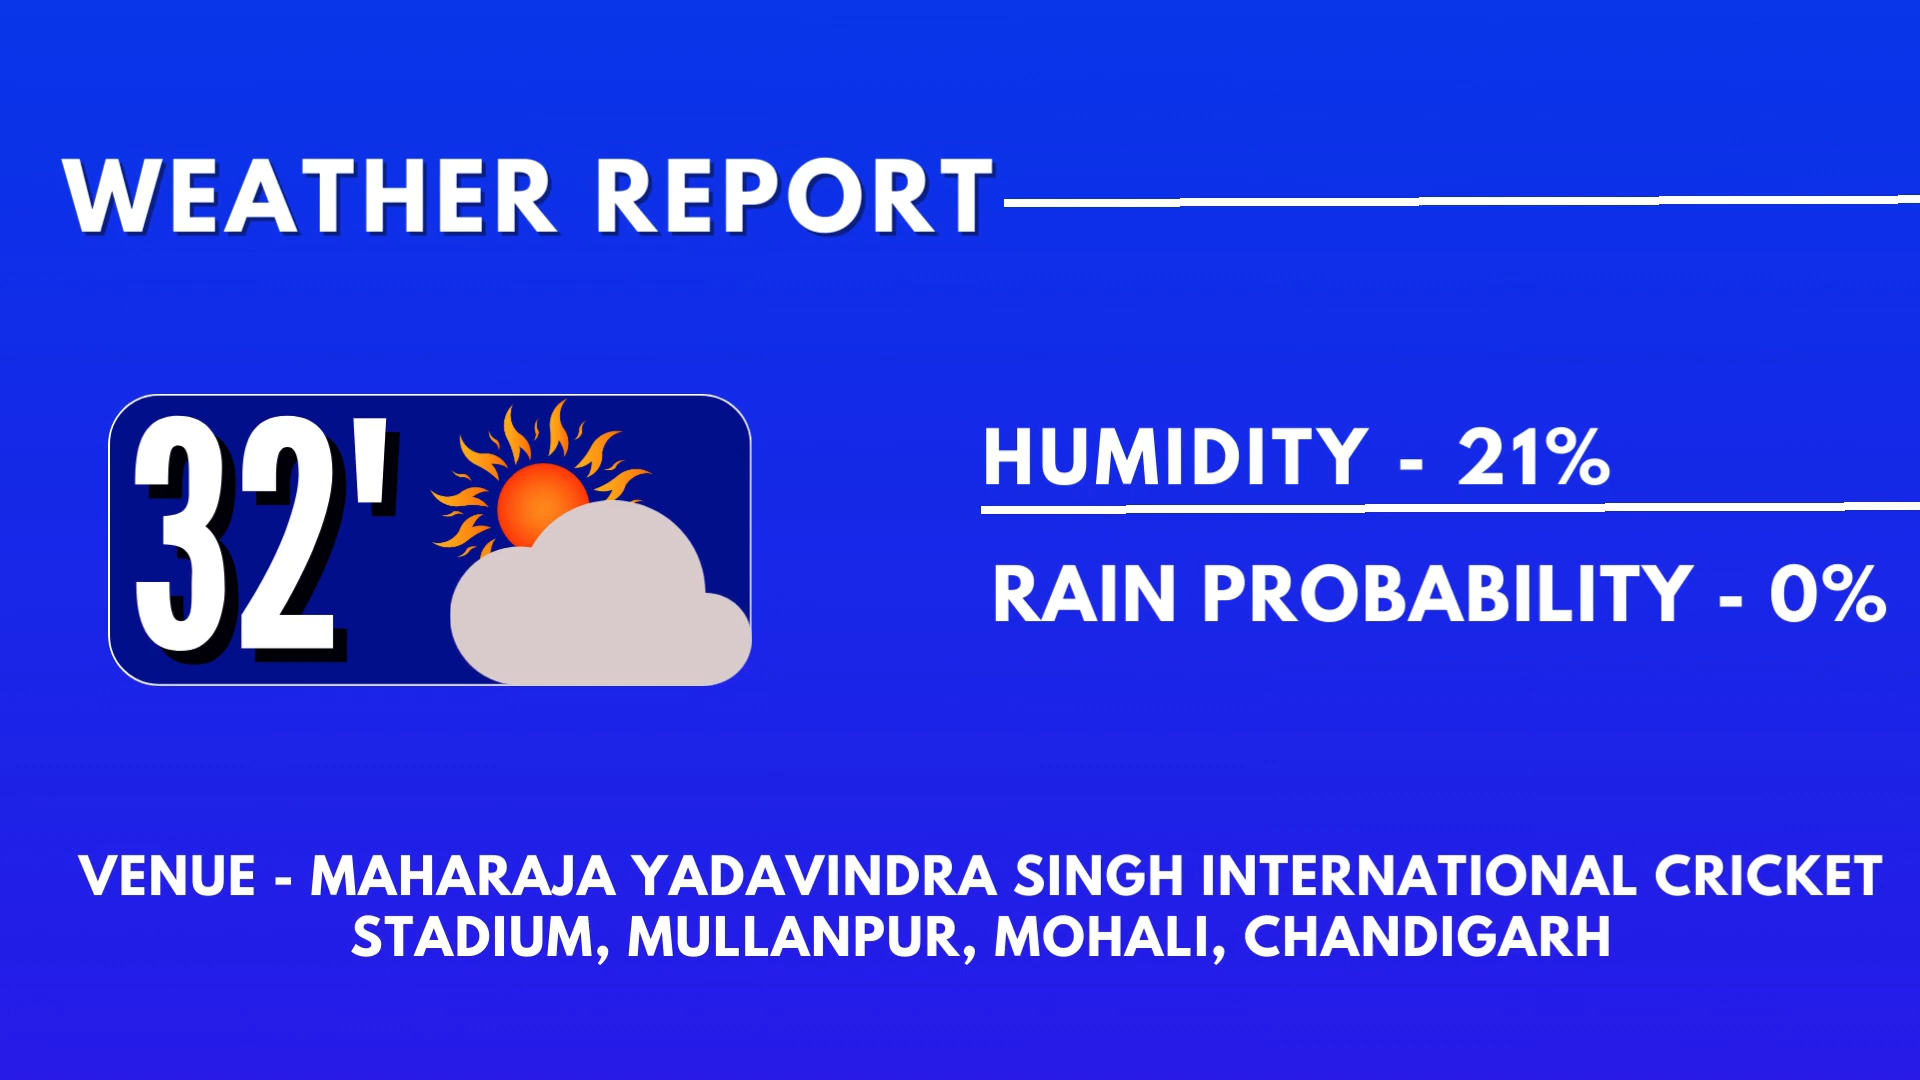 WEATHER REPORT
32'
HUMIDITY - 21%
RAIN PROBABILITY - 0%
VENUE - MAHARAJA YADAVINDRA SINGH INTERNATIONAL CRICKET
STADIUM, MULLANPUR, MOHALI, CHANDIGARH